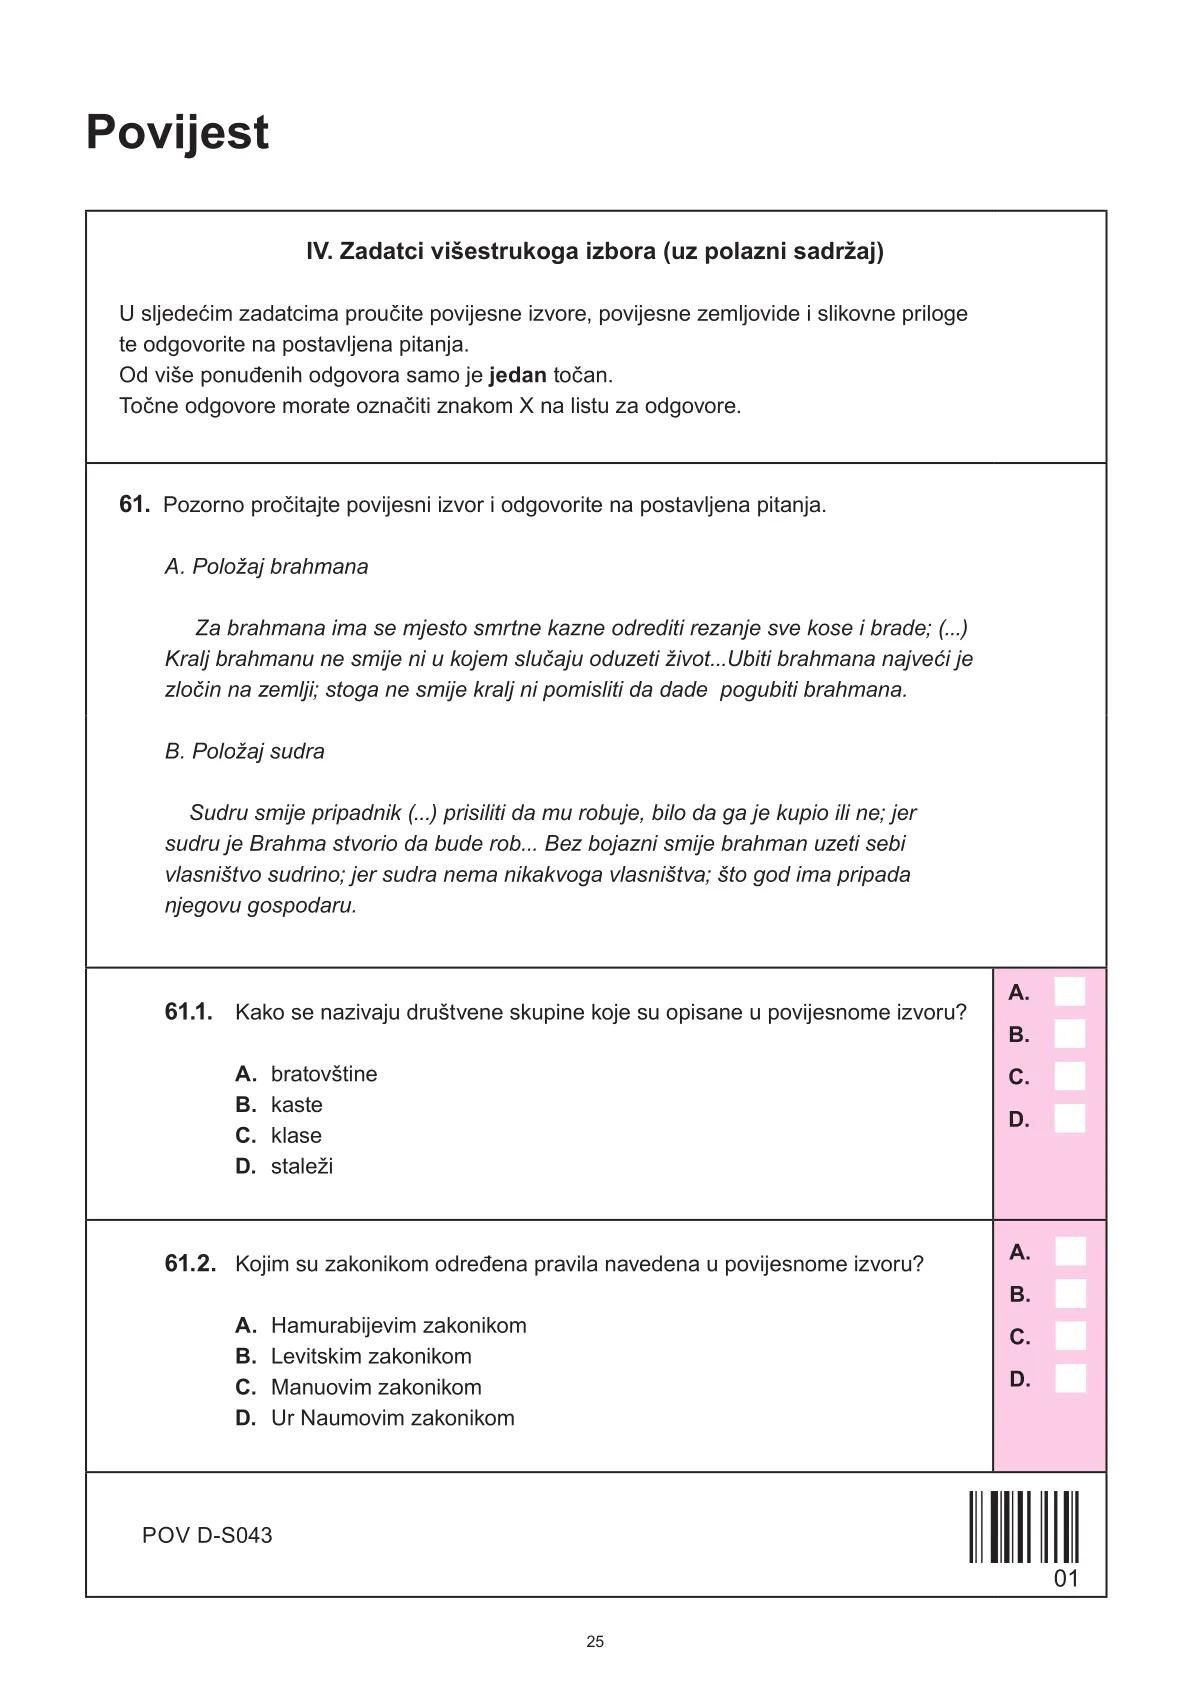 Povijest
IV. Zadatci višestrukoga izbora (uz polazni sadržaj)
U sljedećim zadatcima proučite povijesne izvore, povijesne zemljovide i slikovne priloge
te odgovorite na postavljena pitanja.
Od više ponuđenih odgovora samo je jedan točan.
Točne odgovore morate označiti znakom X na listu za odgovore.
61. Pozorno pročitajte povijesni izvor i odgovorite na postavljena pitanja.
A. Položaj brahmana
Za brahmana ima se mjesto smrtne kazne odrediti rezanje sve kose i brade; (...)
Kralj brahmanu ne smije ni u kojem slučaju oduzeti život...Ubiti brahmana najveći je
zločin na zemlji; stoga ne smije kralj ni pomisliti da dade pogubiti brahmana.
B. Položaj sudra
Sudru smije pripadnik (...) prisiliti da mu robuje, bilo da ga je kupio ili ne; jer
sudru je Brahma stvorio da bude rob... Bez bojazni smije brahman uzeti sebi
vlasništvo sudrino; jer sudra nema nikakvoga vlasništva; što god ima pripada
njegovu gospodaru.
61.1. Kako se nazivaju društvene skupine koje su opisane u povijesnome izvoru?
A. bratovštine
B. kaste
C. klase
D. staleži
A.
B.
C.
D.
61.2. Kojim su zakonikom određena pravila navedena u povijesnome izvoru?
A. Hamurabijevim zakonikom
B. Levitskim zakonikom
C. Manuovim zakonikom
D. Ur Naumovim zakonikom
A.
B.
C.
D.
POV D-S043
01
25